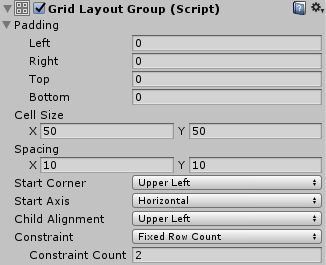 Grid Layout Group (Script)
Padding
Left 0
Right 0
Top 0
Bottom 0
Cell Size
X 50 Y 50
Spacing
X 10 Y 10
Start Corner Upper Left
Start Axis Horizontal
Child Alignment Upper Left
Constraint Fixed Row Count
Constraint Count 2